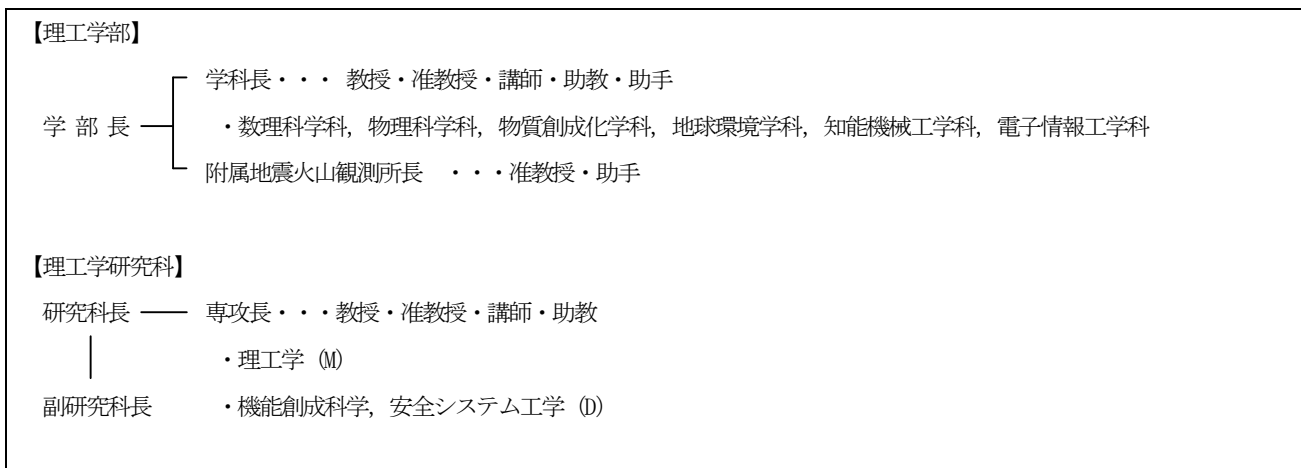 【理工学部】
学科長・・・ 教授・准教授・講師・助教・助手
学 部 長
・数理科学科, 物理科学科, 物質創成化学科, 地球環境学科, 知能機械工学科, 電子情報工学科
附属地震火山観測所長 ・・・准教授・助手
【理工学研究科】
研究科長 専攻長・・・教授・准教授・講師・助教
・理工学 (M)
副研究科長 ・機能創成科学, 安全システム工学 (D)